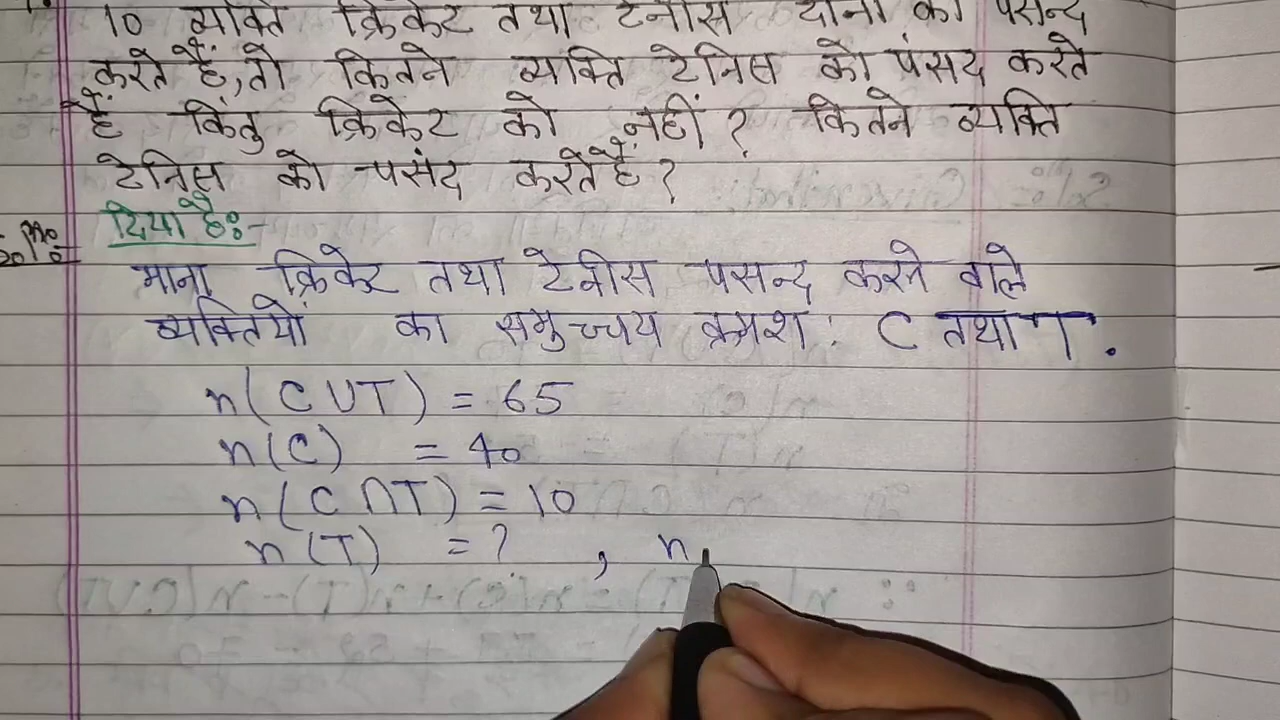 10 व्यक्ति क्रिकेट तथा टेनीस दोनों को पसन्द
करते हैं, तो कितने व्यक्ति टेनिस को पंसद करते
हैं किंतु क्रिकेट को नहीं? कितने व्यक्ति
टेनिस को पसंद करते हैं?
दिया है:-
माना क्रिकेट तथा टेनीस पसन्द करने वाले
व्यक्तियों का समुच्चय क्रमश: C तथा T.
n(C∪T) = 65
n(C) = 40
n(C∩T) = 10
n(T) = ? , n